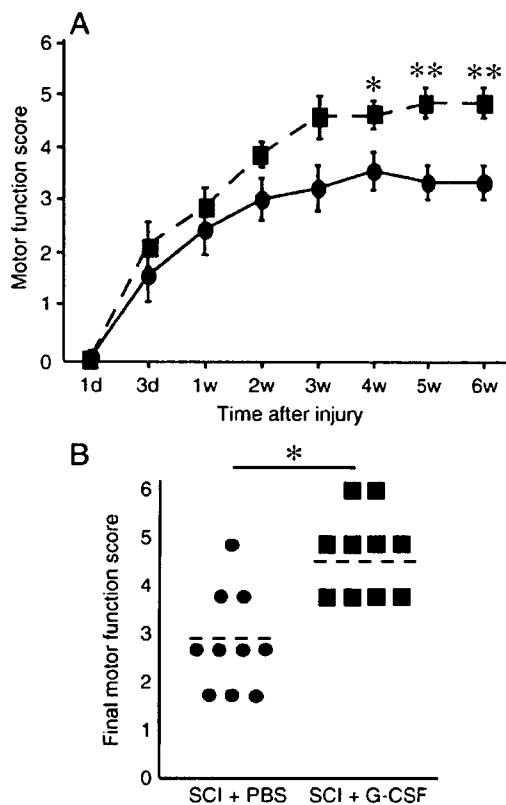 A
Motor function score
6
5
4
3
2
1
0
* ** **
1d 3d 1w 2w 3w 4w 5w 6w
Time after injury
B
*
Final motor function score
6
5
4
3
2
1
0
SCI + PBS SCI + G-CSF